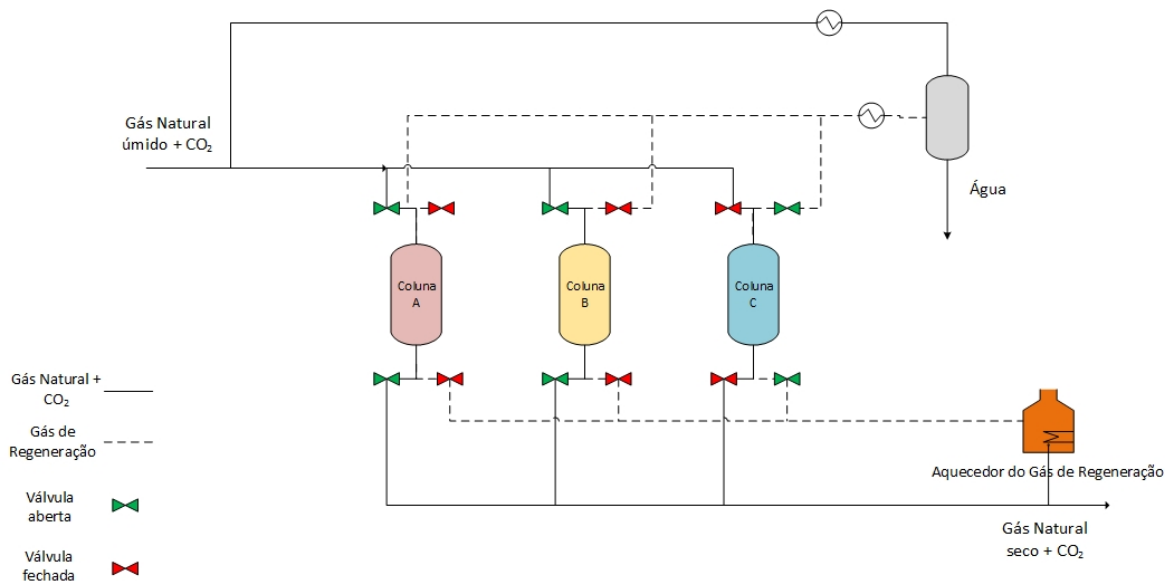 Gás Natural
úmido + CO₂
Água
Coluna
A
Coluna
B
Coluna
C
Gás Natural +
CO₂
Gás de
Regeneração
Válvula
aberta
Válvula
fechada
Aquecedor do Gás de Regeneração
Gás Natural
seco + CO₂